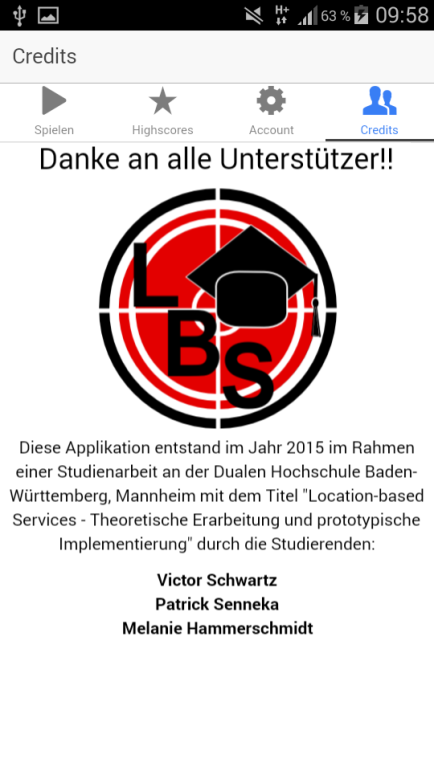 H+ 63 % 09:58
Credits
Spielen Highscores Account Credits
Danke an alle Unterstützer!!
L
B
S
Diese Applikation entstand im Jahr 2015 im Rahmen
einer Studienarbeit an der Dualen Hochschule Baden-
Württemberg, Mannheim mit dem Titel "Location-based
Services - Theoretische Erarbeitung und prototypische
Implementierung" durch die Studierenden:
Victor Schwartz
Patrick Senneka
Melanie Hammerschmidt